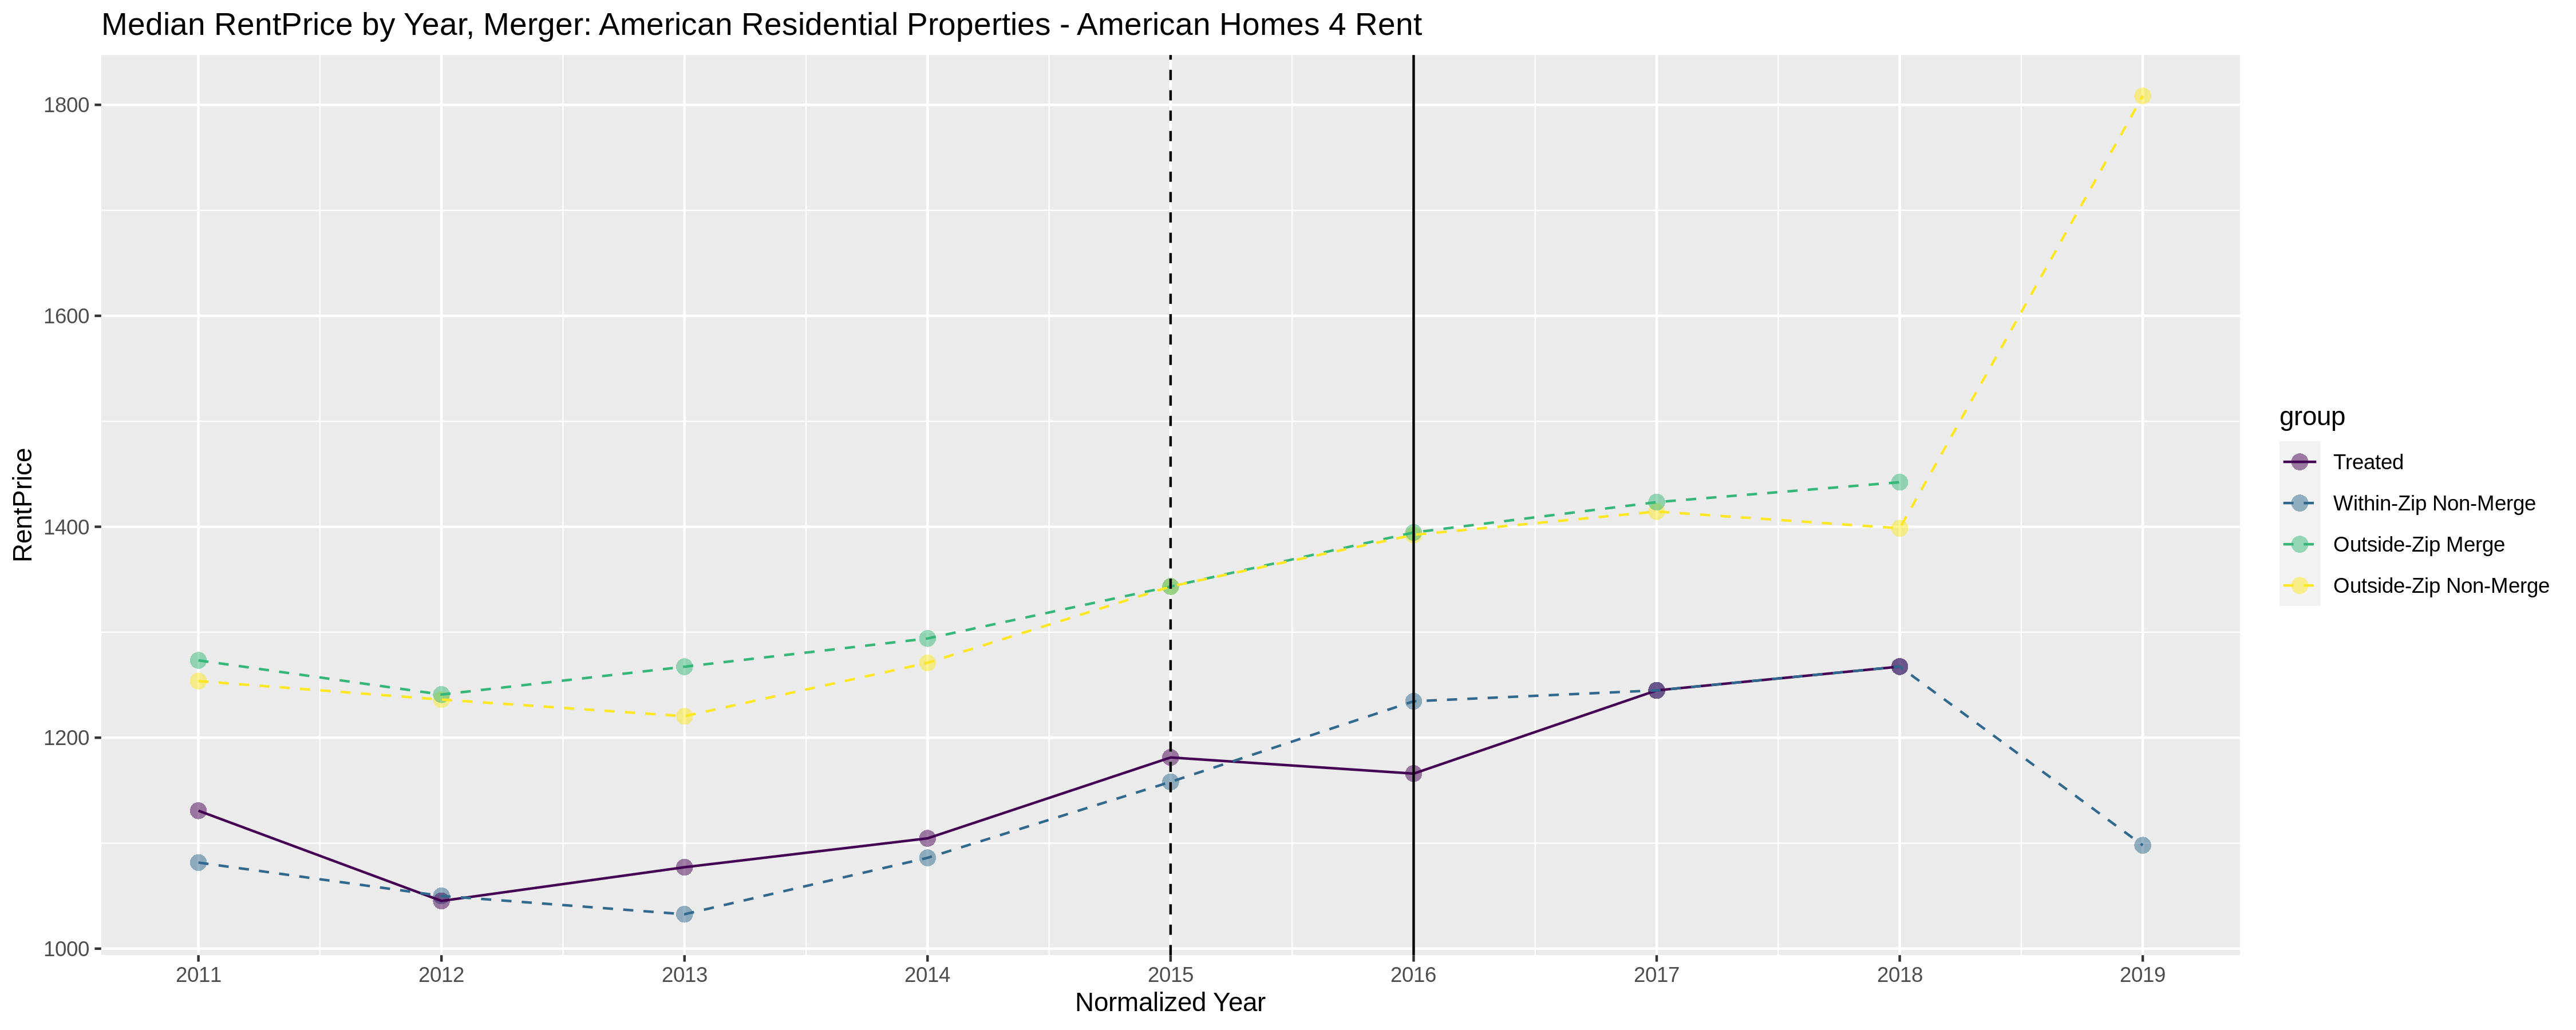 Median RentPrice by Year, Merger: American Residential Properties - American Homes 4 Rent
RentPrice
1800
1600
1400
1200
1000
2011 2012 2013 2014 2015 2016 2017 2018 2019
Normalized Year
group
Treated
Within-Zip Non-Merge
Outside-Zip Merge
Outside-Zip Non-Merge